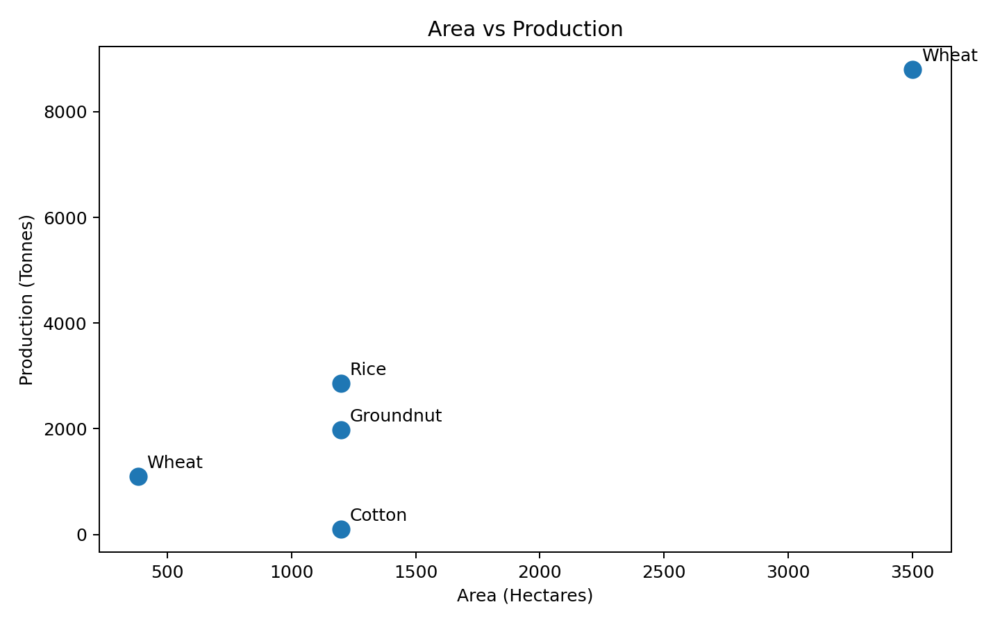 Area vs Production
Wheat
8000
6000
4000
Rice
Groundnut
2000
Wheat
Cotton
0
500 1000 1500 2000 2500 3000 3500
Area (Hectares)
Production (Tonnes)